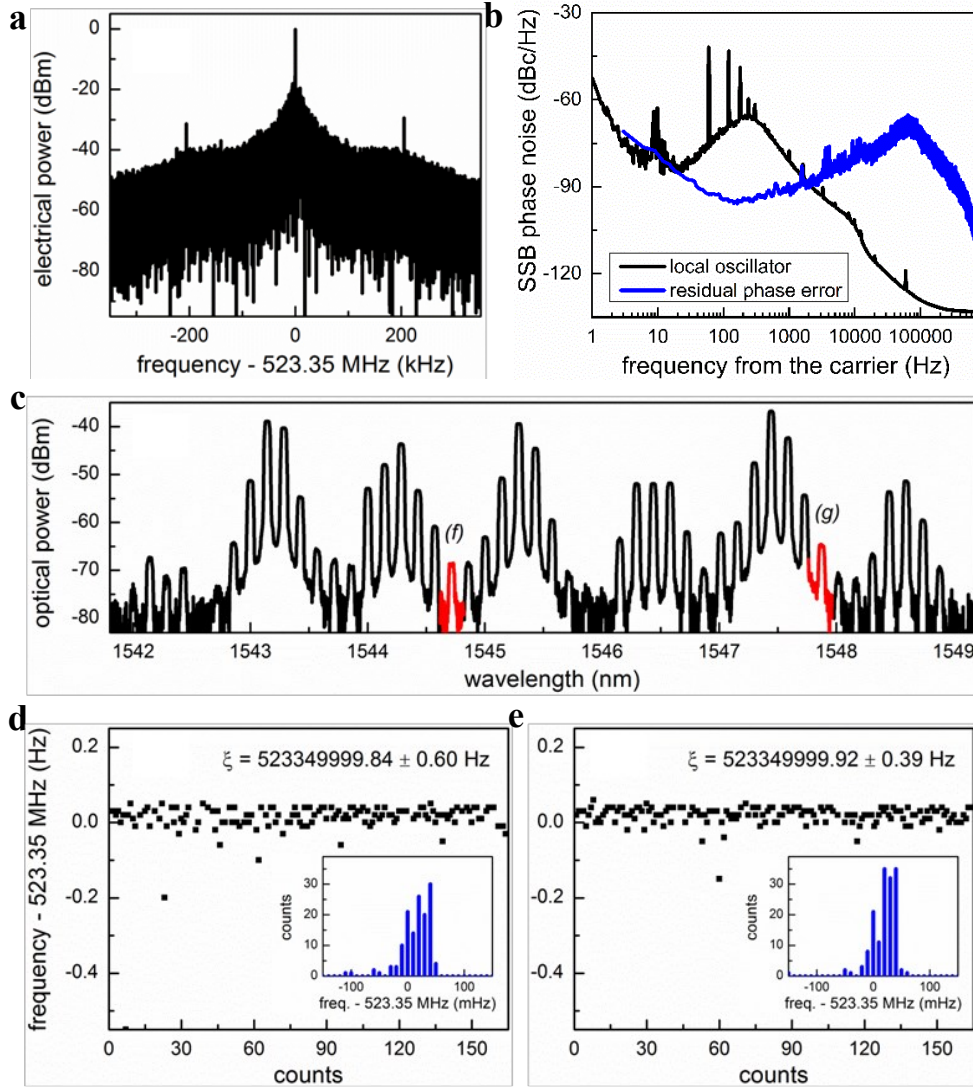 a
0
-20
-40
-60
-80
electrical power (dBm)
-200 0 200
frequency - 523.35 MHz (kHz)
b
-30
-60
-90
-120
SSB phase noise (dBc/Hz)
local oscillator
residual phase error
1 10 100 1000 10000 100000
frequency from the carrier (Hz)
c
-40
-50
-60
-70
-80
optical power (dBm)
(f)
(g)
1542 1543 1544 1545 1546 1547 1548 1549
wavelength (nm)
d
0.2
0.0
-0.2
-0.4
frequency - 523.35 MHz (Hz)
ξ = 523349999.84 ± 0.60 Hz
30
20
10
0
counts
-100 0 100
freq. - 523.35 MHz (mHz)
0 30 60 90 120 150
counts
e
0.2
0.0
-0.2
-0.4
ξ = 523349999.92 ± 0.39 Hz
30
20
10
0
counts
-100 0 100
freq. - 523.35 MHz (mHz)
0 30 60 90 120 150
counts